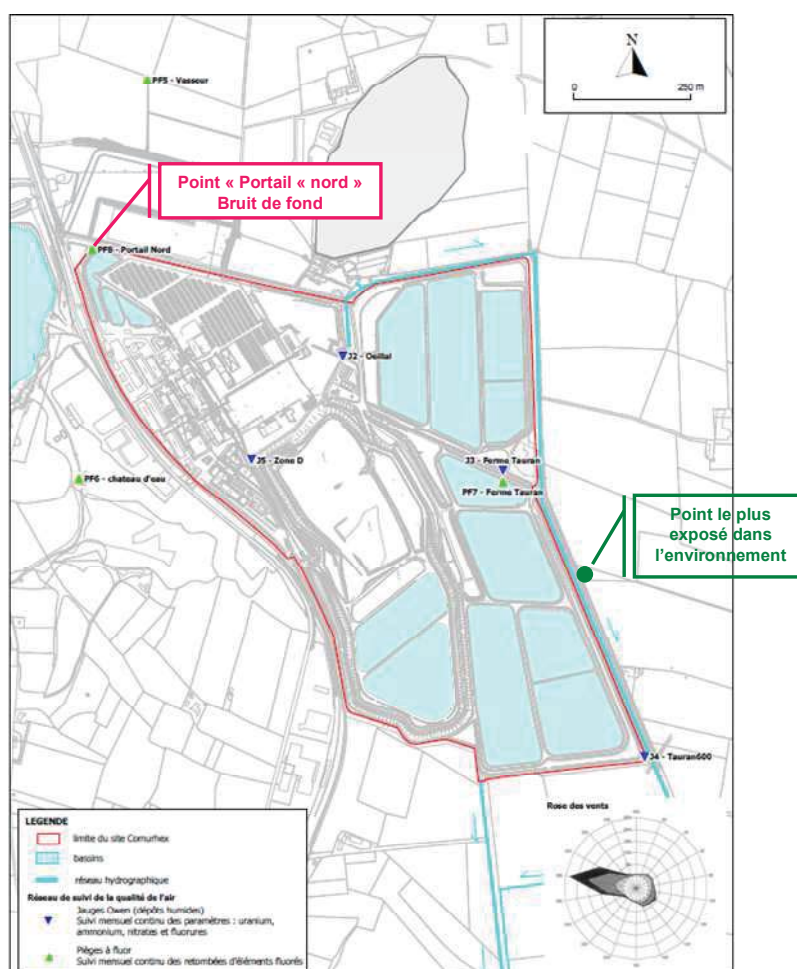 N
0 250 m
PF5 - Vasseur
Point « Portail « nord »
Bruit de fond
PF8 - Portail Nord
J2 - Oeillal
J5 - Zone D
J3 - Ferme Tauran
PF7 - Ferme Tauran
PF6 - chateau d'eau
Point le plus
exposé dans
l'environnement
J4 - Tauran600
Rose des vents
LEGENDE
limite du site Comurhex
bassins
réseau hydrographique
Réseau de suivi de la qualité de l'air
Jauges Owen (dépôts humides)
Suivi mensuel continu des paramètres : uranium,
ammonium, nitrates et fluorures
Pièges à fluor
Suivi mensuel continu des retombées d'éléments fluorés